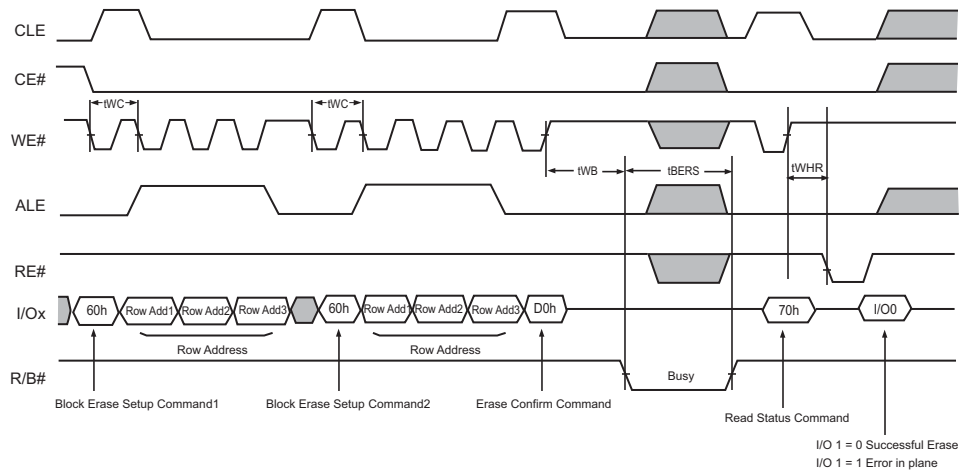 CLE
CE#
tWC
tWC
WE#
tWB
tBERS
tWHR
ALE
RE#
I/Ox
60h
Row Add1
Row Add2
Row Add3
60h
Row Add1
Row Add2
Row Add3
D0h
70h
I/O0
Row Address
Row Address
R/B#
Busy
Block Erase Setup Command1
Block Erase Setup Command2
Erase Confirm Command
Read Status Command
I/O 1 = 0 Successful Erase
I/O 1 = 1 Error in plane